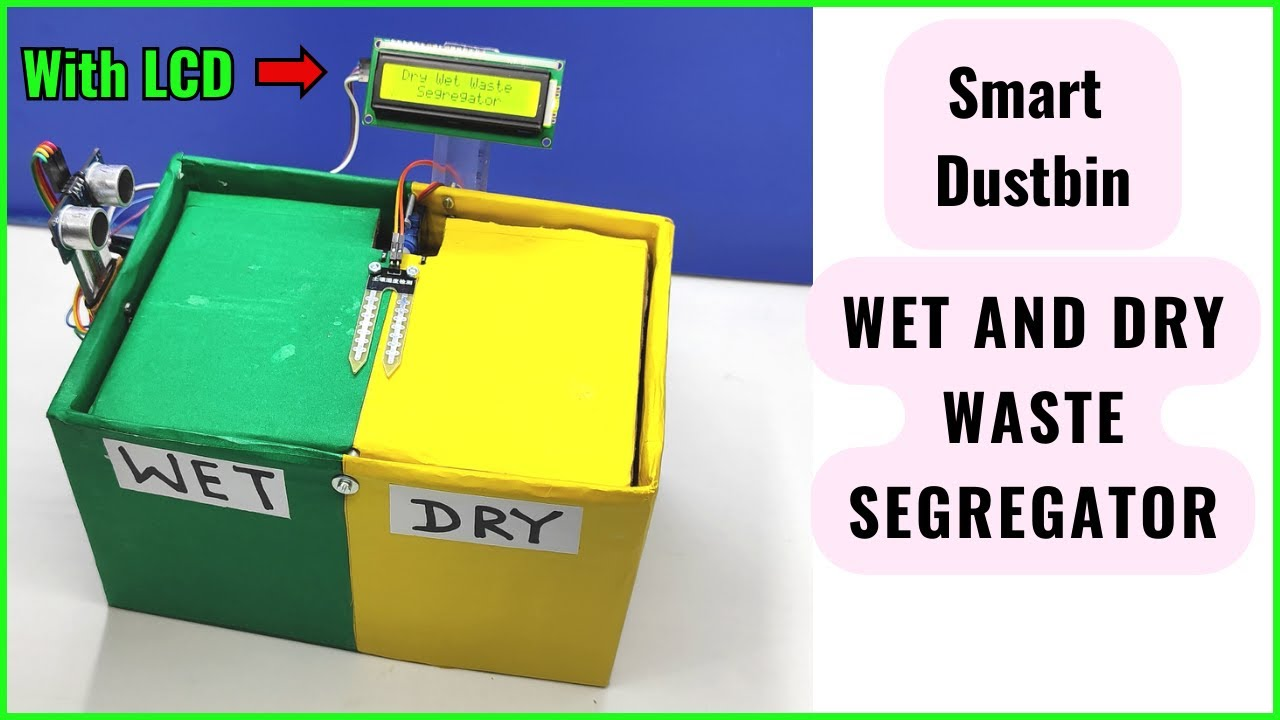 With LCD
Dry Wet Waste
Segregator
WET
DRY
Smart
Dustbin
WET AND DRY
WASTE
SEGREGATOR